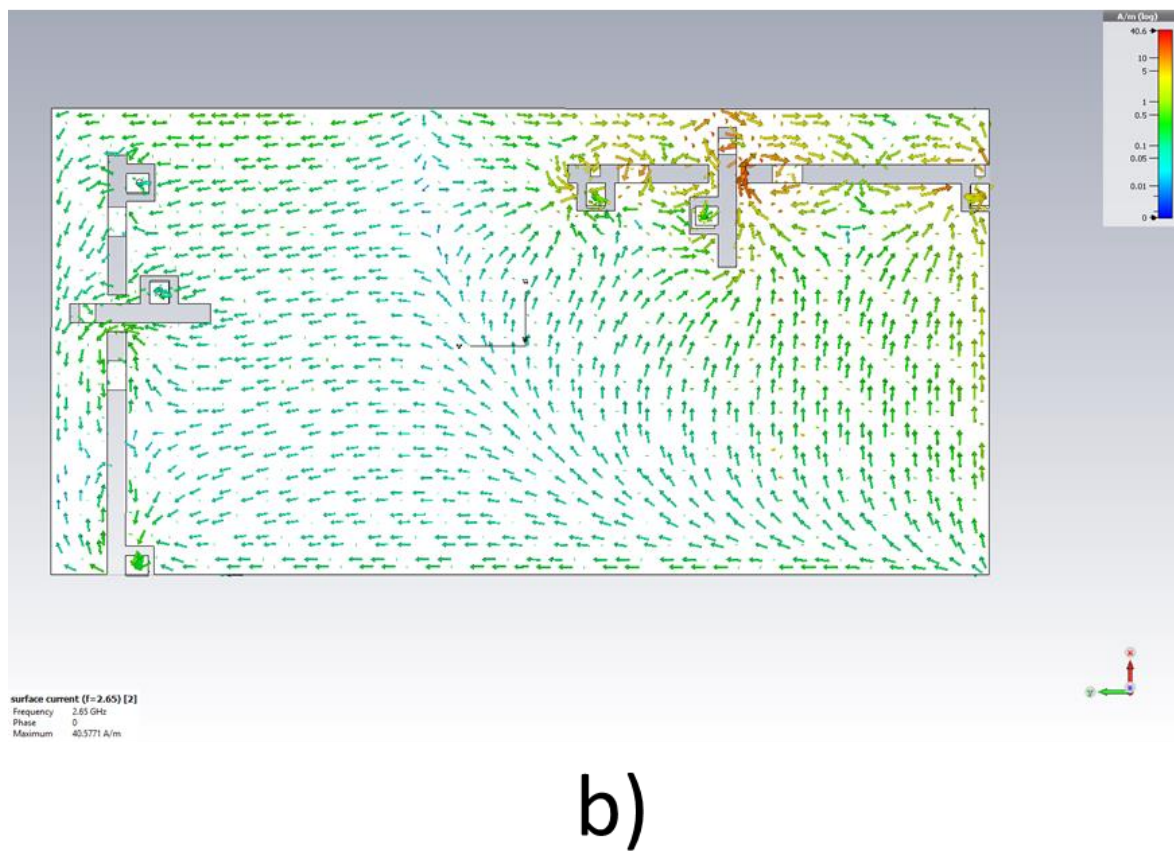 A/m (log)
40.6
10
5
1
0.5
0.1
0.05
0.01
0
x
y
surface current (f=2.65) [2]
Frequency 2.65 GHz
Phase 0
Maximum 40.5771 A/m
b)